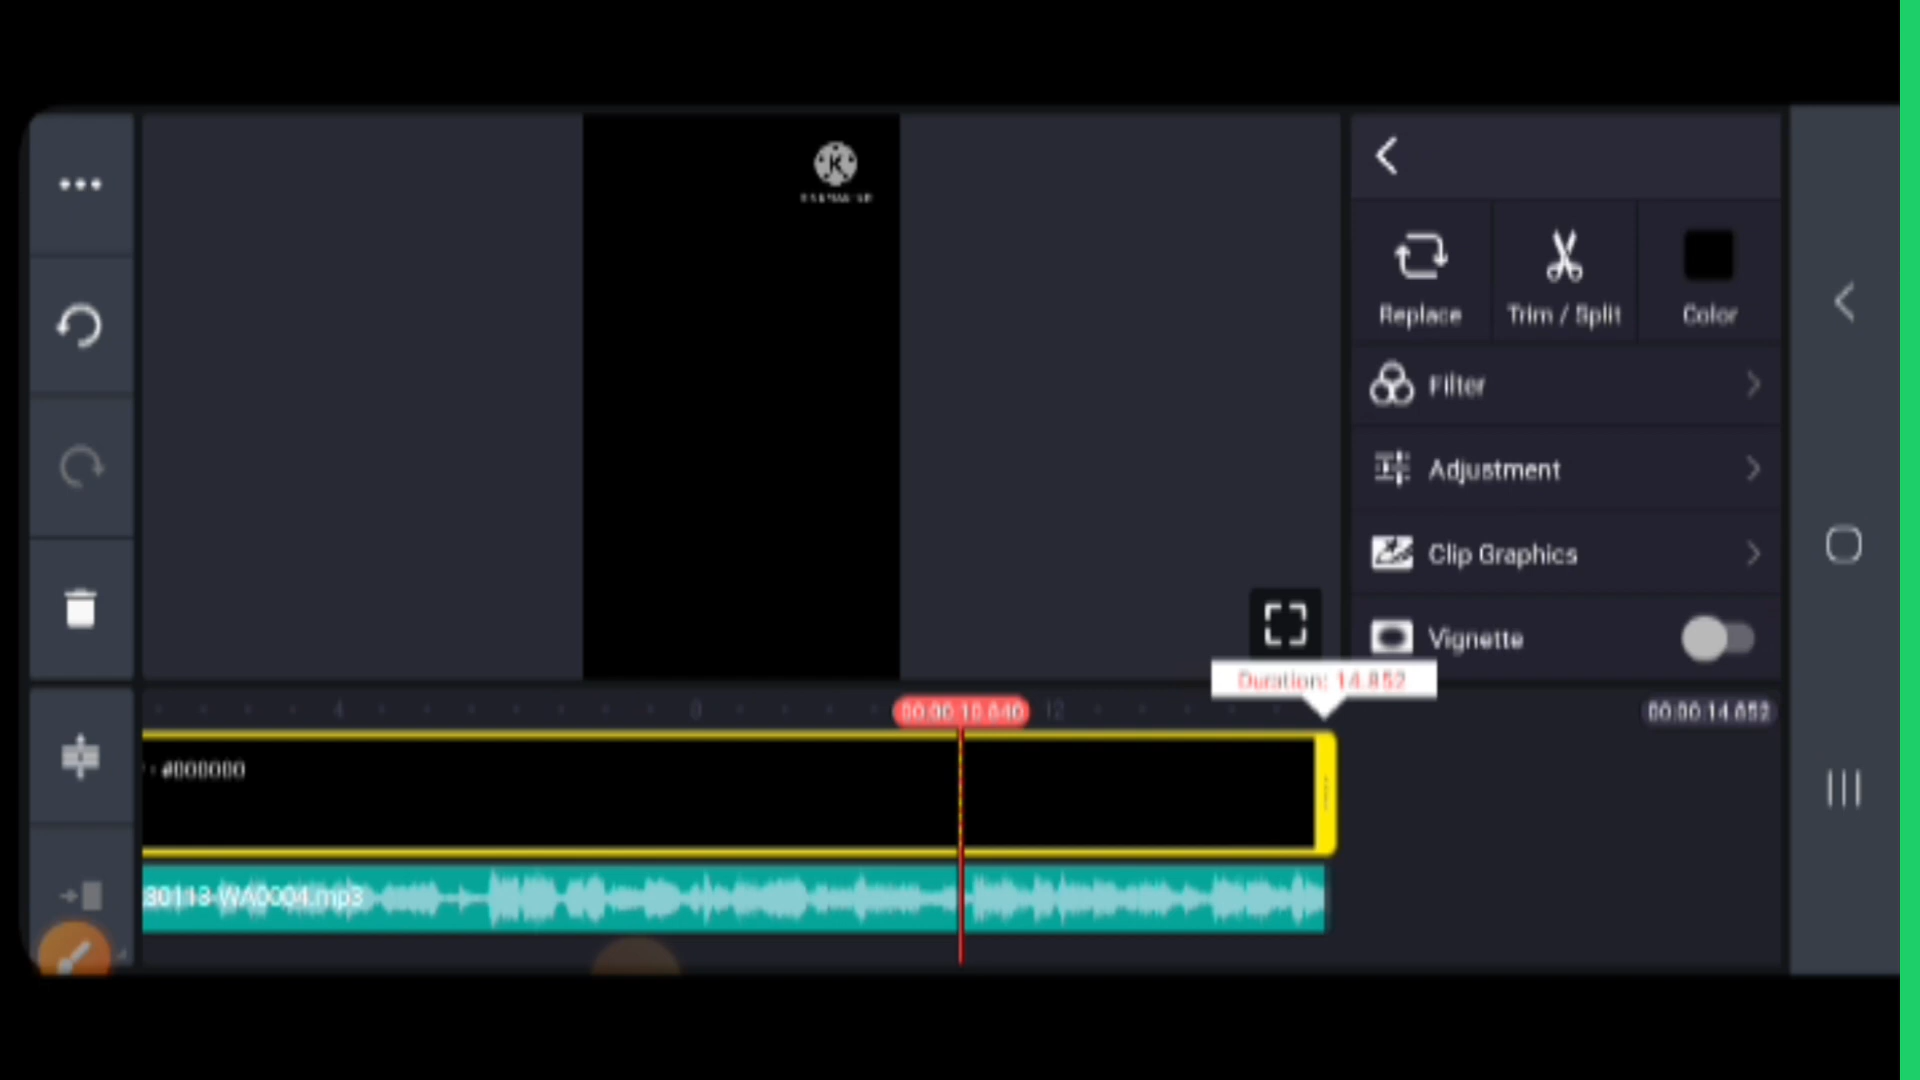 K
KINEMASTER
Replace
Trim / Split
Color
Filter
Adjustment
Clip Graphics
Vignette
Duration: 14.852
4
8
00:00:10.640
12
00:00:14.852
- #000000
30113-WA0004.mp3